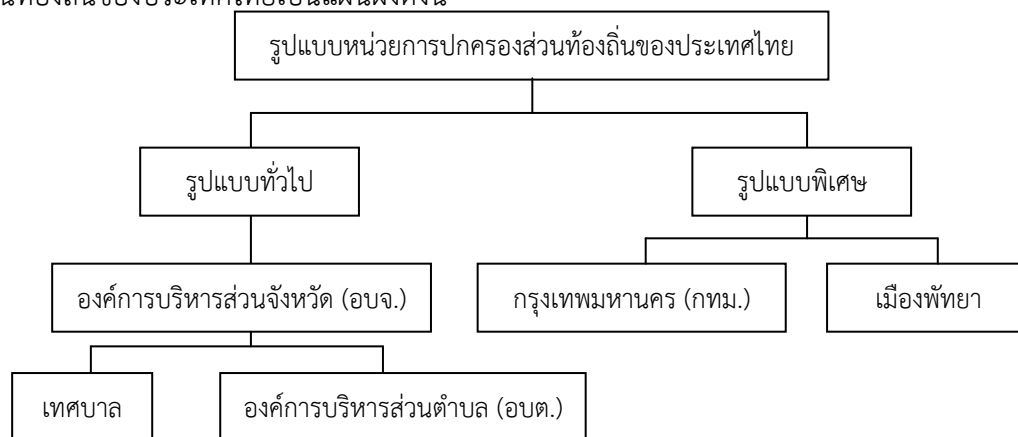 รูปแบบหน่วยการปกครองส่วนท้องถิ่นของประเทศไทย
รูปแบบทั่วไป
รูปแบบพิเศษ
องค์การบริหารส่วนจังหวัด (อบจ.)
กรุงเทพมหานคร (กทม.)
เมืองพัทยา
เทศบาล
องค์การบริหารส่วนตำบล (อบต.)